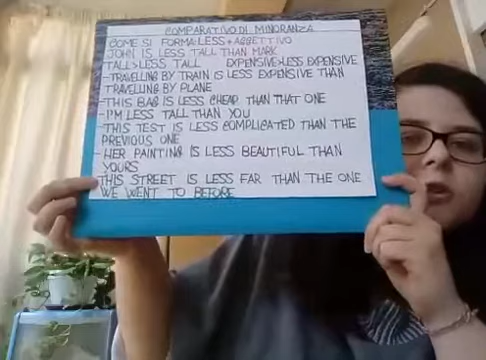 COMPARATIVO DI MINORANZA
COME SI FORMA: LESS + AGGETTIVO
JOHN IS LESS TALL THAN MARK
TALL>LESS TALL EXPENSIVE>LESS EXPENSIVE
-TRAVELLING BY TRAIN IS LESS EXPENSIVE THAN
TRAVELLING BY PLANE
-THIS BAG IS LESS CHEAP THAN THAT ONE
-I'M LESS TALL THAN YOU
-THIS TEST IS LESS COMPLICATED THAN THE
PREVIOUS ONE
-HER PAINTING IS LESS BEAUTIFUL THAN
YOURS
-THIS STREET IS LESS FAR THAN THE ONE
WE WENT TO BEFORE